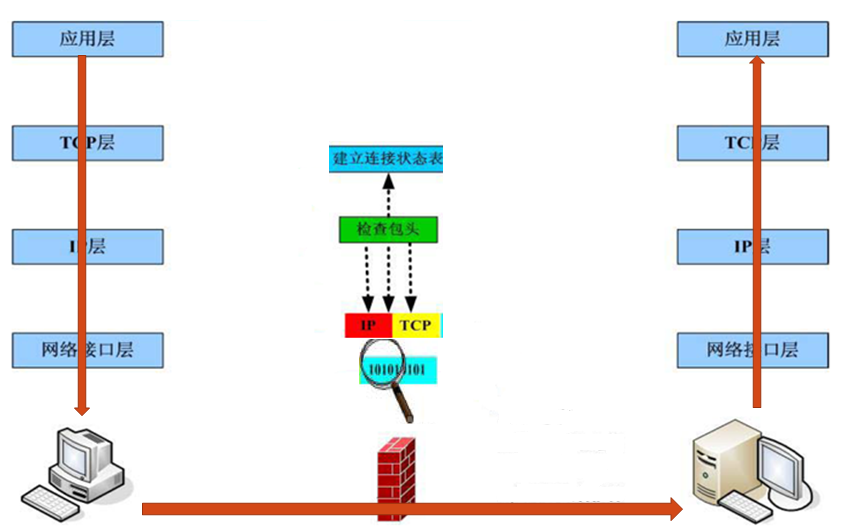 应用层
应用层
TCP层
TCP层
建立连接状态表
检查包头
IP层
IP层
IP TCP
网络接口层
网络接口层
10101101